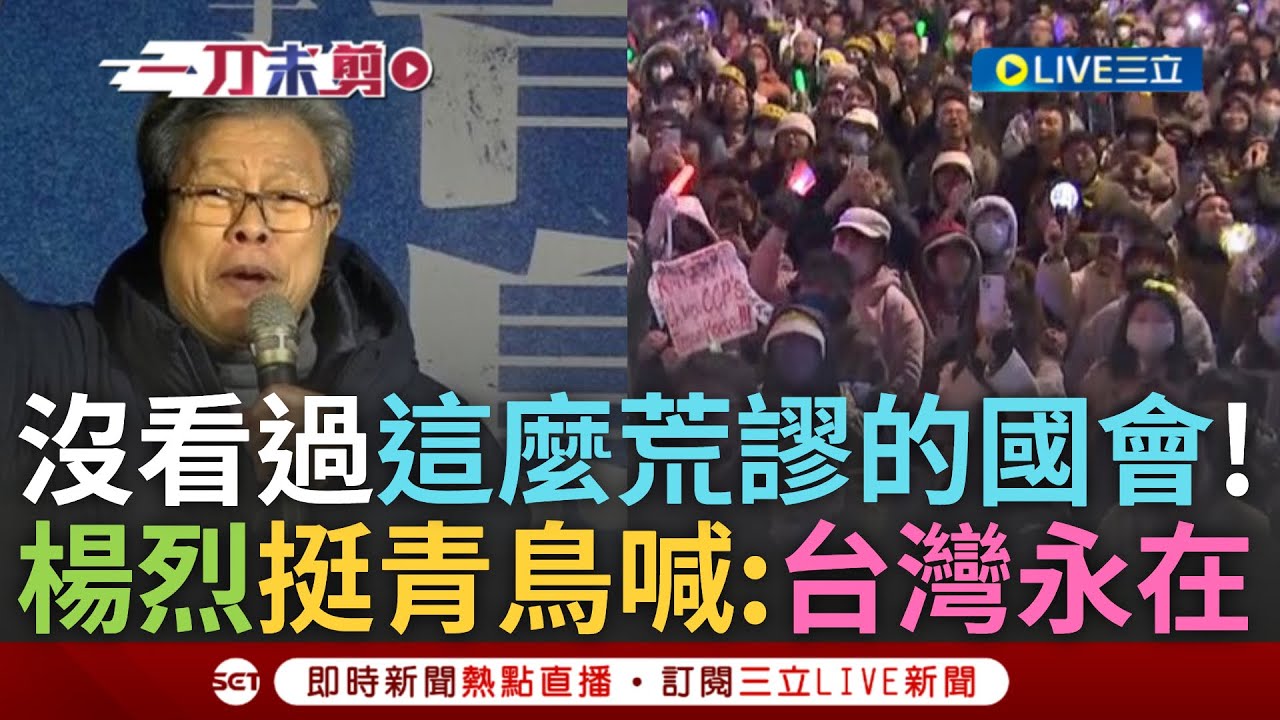 一刀未剪
LIVE三立
CCP's
沒看過這麼荒謬的國會!
楊烈挺青鳥喊:台灣永在
SET 即時新聞熱點直播・訂閱三立LIVE新聞